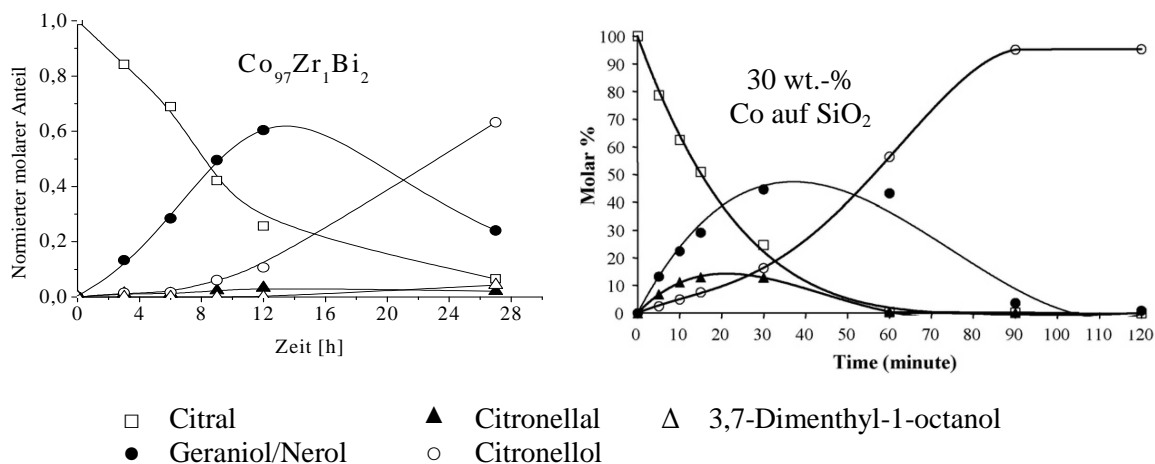 1,0
0,8
0,6
0,4
0,2
0,0
Normierter molarer Anteil
Co₉₇Zr₁Bi₂
0 4 8 12 16 20 24 28
Zeit [h]
100
90
80
70
60
50
40
30
20
10
0
Molar %
30 wt.-%
Co auf SiO₂
0 10 20 30 40 50 60 70 80 90 100 110 120
Time (minute)
□ Citral ▲ Citronellal Δ 3,7-Dimenthyl-1-octanol
● Geraniol/Nerol ○ Citronellol